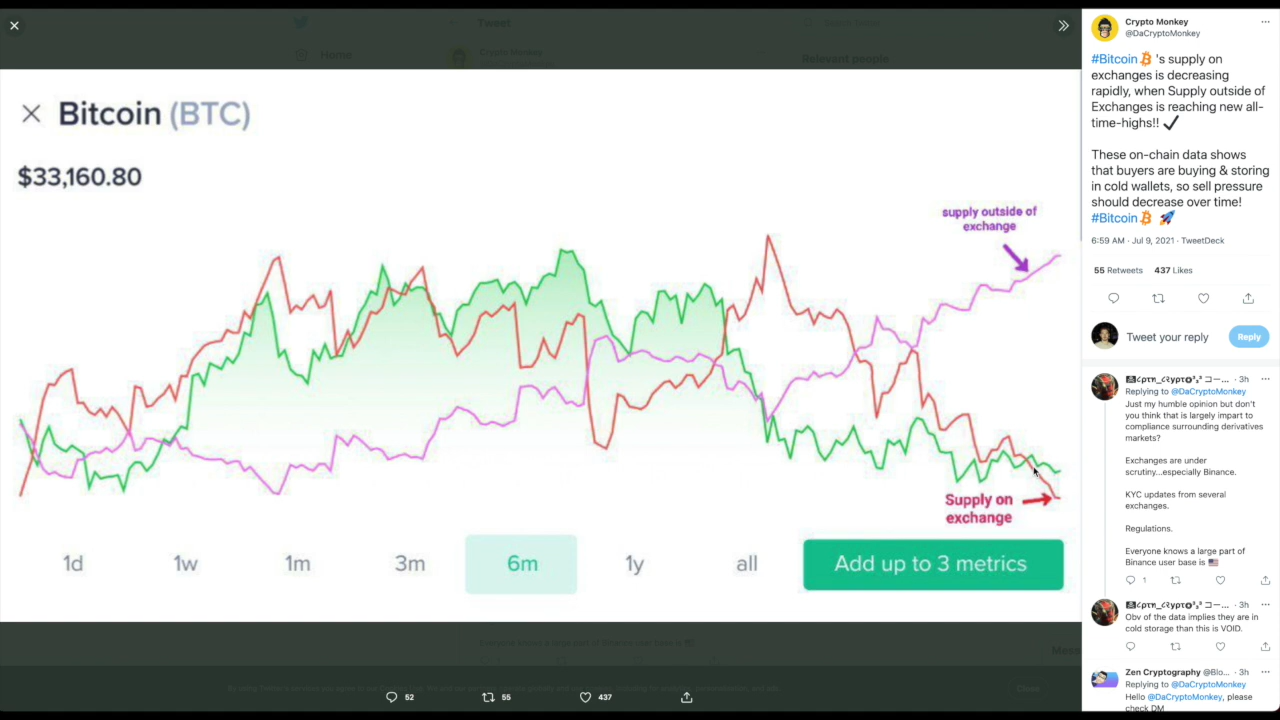 Tweet
Home
Crypto Monkey
Relevant people
Bitcoin (BTC)
$33,160.80
supply outside of
exchange
Supply on
exchange
1d 1w 1m 3m 6m 1y all
Add up to 3 metrics
52 55 437
Crypto Monkey
@DaCryptoMonkey
#Bitcoin 's supply on
exchanges is decreasing
rapidly, when Supply outside of
Exchanges is reaching new all-
time-highs!! ✔
These on-chain data shows
that buyers are buying & storing
in cold wallets, so sell pressure
should decrease over time!
#Bitcoin 🚀
6:59 AM · Jul 9, 2021 · TweetDeck
55 Retweets 437 Likes
Tweet your reply
Reply
· 3h
Replying to @DaCryptoMonkey
Just my humble opinion but don't
you think that is largely impart to
compliance surrounding derivatives
markets?
Exchanges are under
scrutiny...especially Binance.
KYC updates from several
exchanges.
Regulations.
Everyone knows a large part of
Binance user base is 🇺🇸
1
· 3h
Obv of the data implies they are in
cold storage than this is VOID.
Zen Cryptography @Blo... · 3h
Replying to @DaCryptoMonkey
Hello @DaCryptoMonkey, please
check DM